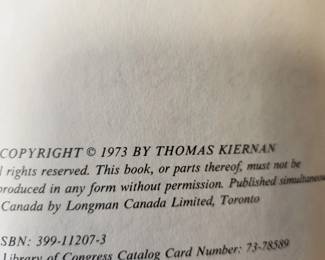 COPYRIGHT © 1973 BY THOMAS KIERNAN
rights reserved. This book, or parts thereof, must not be
produced in any form without permission. Published simultaneou
Canada by Longman Canada Limited, Toronto
SBN: 399-11207-3
Library of Congress Catalog Card Number: 73-78589